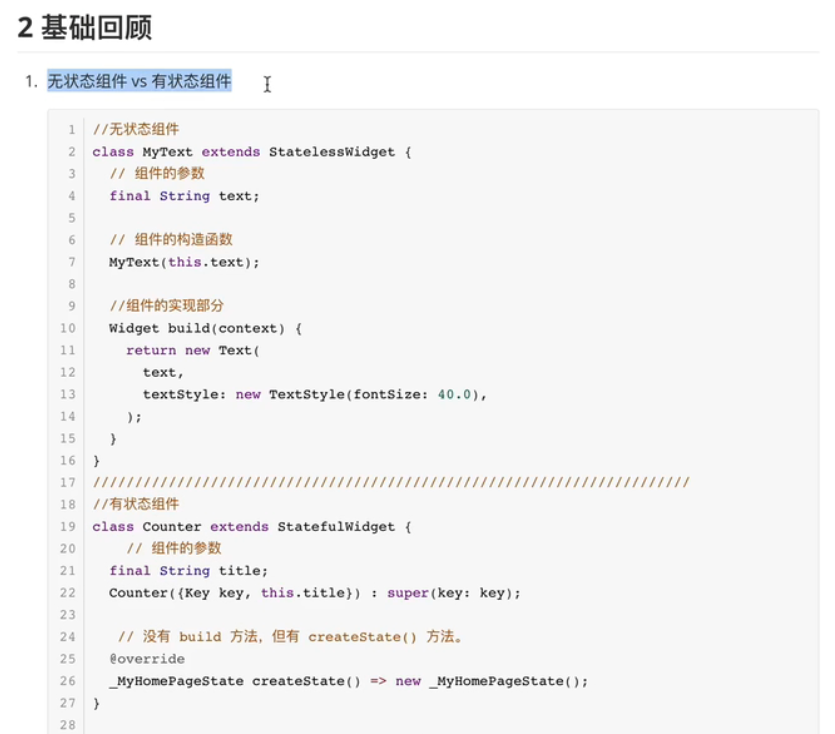 2 基础回顾
1. 无状态组件 vs 有状态组件
1 //无状态组件
2 class MyText extends StatelessWidget {
3 // 组件的参数
4 final String text;
5
6 // 组件的构造函数
7 MyText(this.text);
8
9 //组件的实现部分
10 Widget build(context) {
11 return new Text(
12 text,
13 textStyle: new TextStyle(fontSize: 40.0),
14 );
15 }
16 }
17 ///////////////////////////////////////////////////////////////////////
18 //有状态组件
19 class Counter extends StatefulWidget {
20 // 组件的参数
21 final String title;
22 Counter({Key key, this.title}) : super(key: key);
23
24 // 没有 build 方法，但有 createState() 方法。
25 @override
26 _MyHomePageState createState() => new _MyHomePageState();
27 }
28